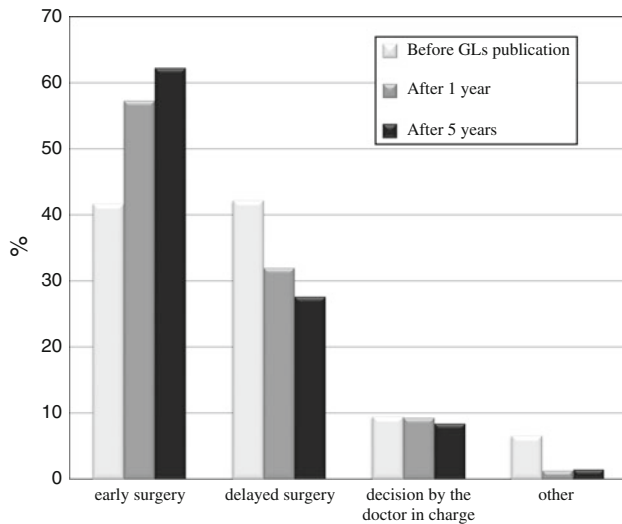 70
60
50
40
30
20
10
0
%
Before GLs publication
After 1 year
After 5 years
early surgery
delayed surgery
decision by the
doctor in charge
other